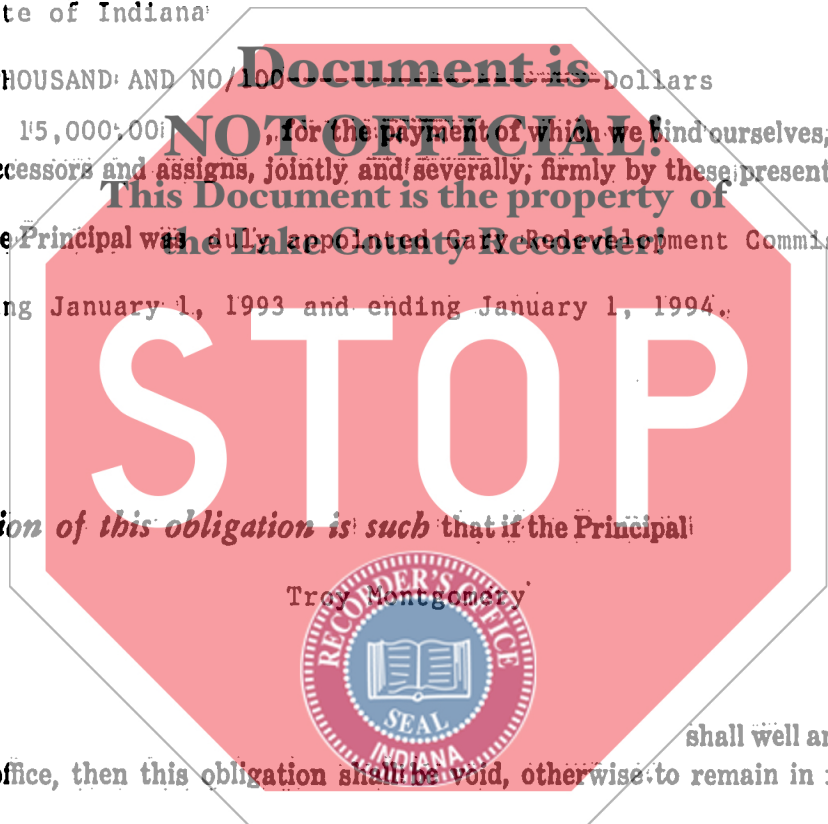 te of Indiana
Document is
HOUSAND AND NO/100------------------------Dollars
15,000.00
NOT OFFICIAL!
, for the payment of which we bind ourselves,
ccessors and assigns, jointly and severally, firmly by these present
This Document is the property of
the Lake County Recorder!
e Principal was duly appointed Gary Redevelopment Commis
ng January 1, 1993 and ending January 1, 1994.
STOP
ion of this obligation is such that if the Principal
Troy Montgomery
RECORDER'S OFFICE
SEAL
INDIANA
shall well an
office, then this obligation shall be void, otherwise to remain in